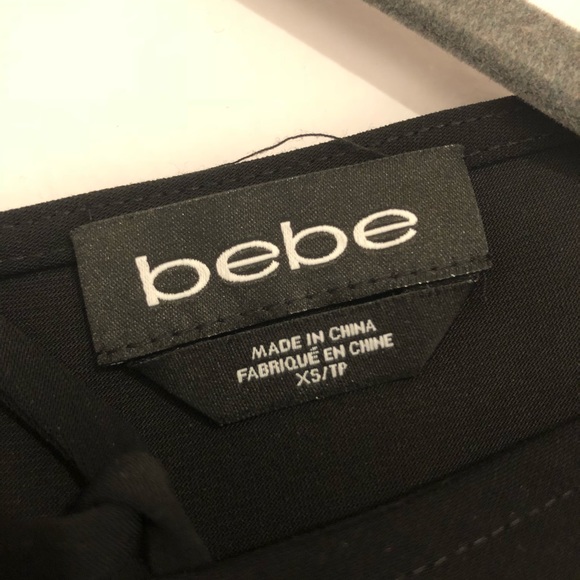 bebe
MADE IN CHINA
FABRIQUÉ EN CHINE
XS/TP